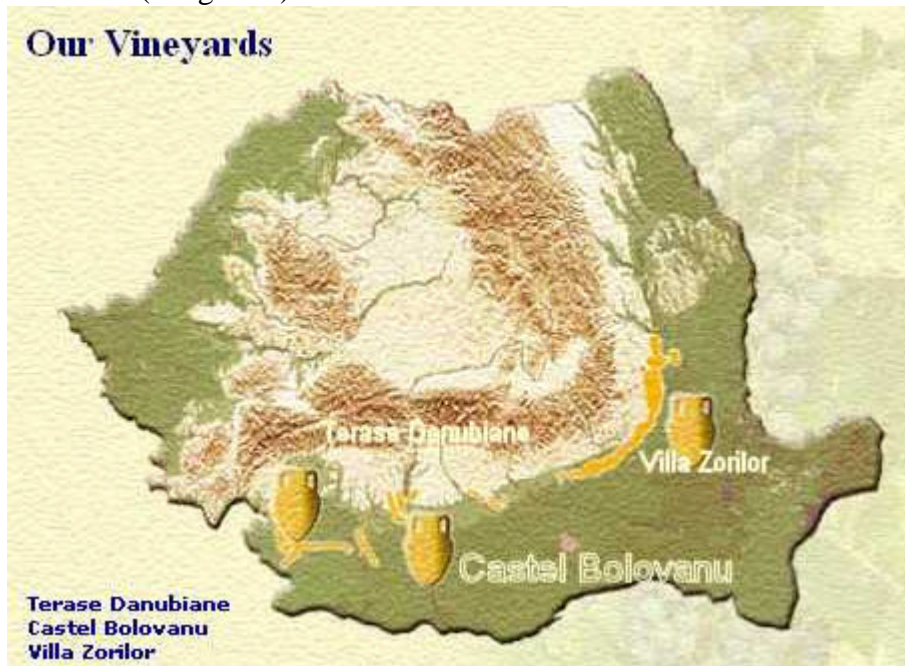 Our Vineyards
Terase Danubiane
Villa Zorilor
Castel Bolovanu
Terase Danubiane
Castel Bolovanu
Villa Zorilor